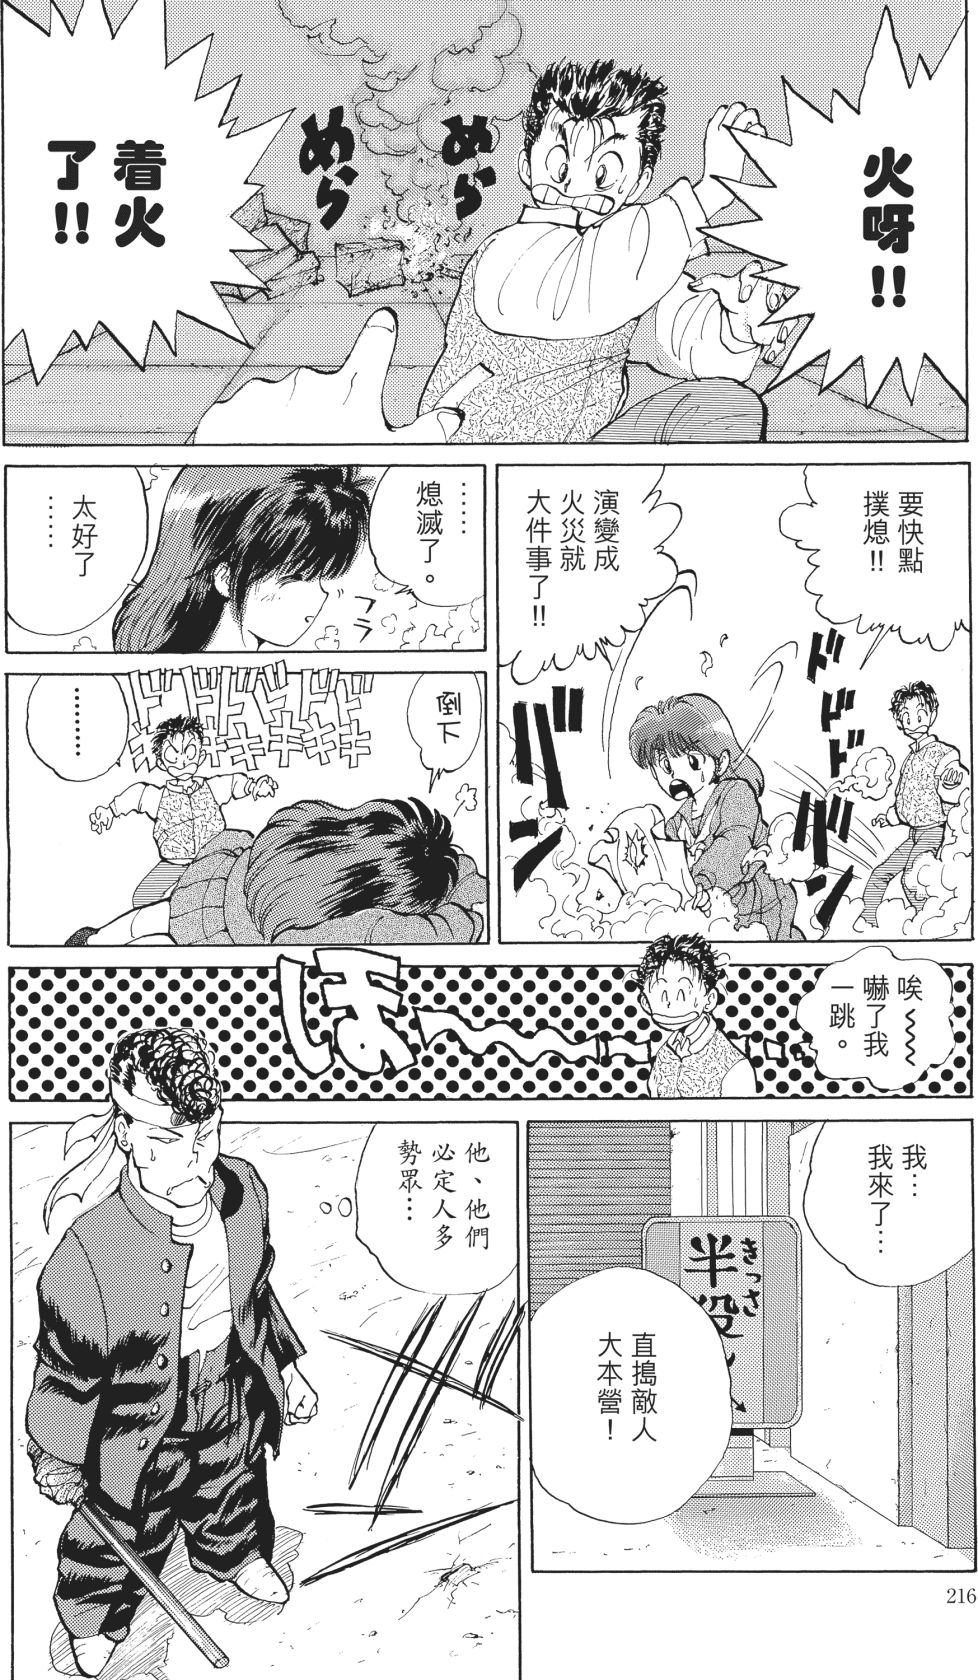 火呀!!
めら
めら
着火
了!!
要快點
撲熄!!
演變成
火災就
大件事了!!
ドド
ドド
ドン
……
熄滅了。
フラ
太好了
……
倒下
ドキ
ドキ
ドキ
ドキ
ドキ
ドキ
………
唉~~
嚇了我
一跳。
ほ
我…
我來了…
きっさ
半殺し
直搗敵人
大本營!
他、他們
必定人多
勢眾…
216